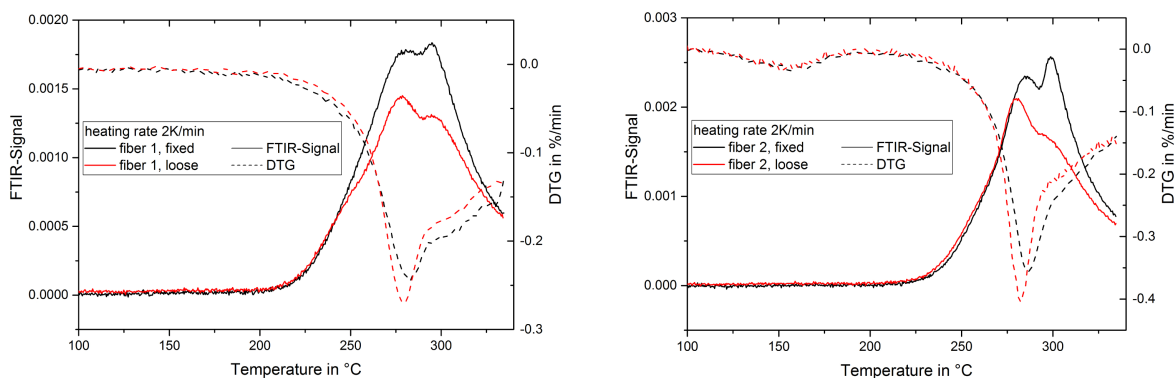 0.0020
0.0015
0.0010
0.0005
0.0000
FTIR-Signal
heating rate 2K/min
fiber 1, fixed
FTIR-Signal
fiber 1, loose
DTG
0.0
-0.1
-0.2
-0.3
DTG in %/min
100
150
200
250
300
Temperature in °C
0.003
0.002
0.001
0.000
FTIR-Signal
heating rate 2K/min
fiber 2, fixed
FTIR-Signal
fiber 2, loose
DTG
0.0
-0.1
-0.2
-0.3
-0.4
DTG in %/min
100
150
200
250
300
Temperature in °C